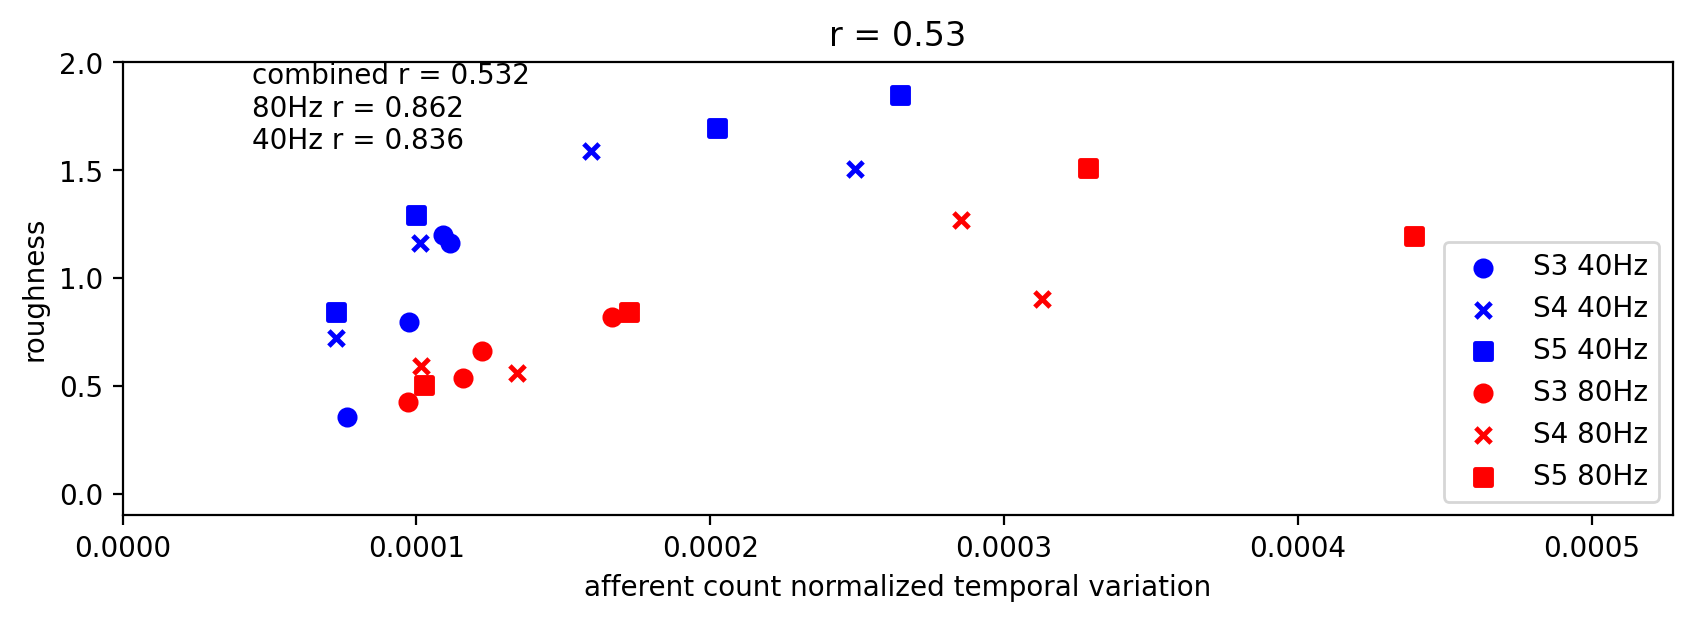 r = 0.53
combined r = 0.532
80Hz r = 0.862
40Hz r = 0.836
2.0
1.5
1.0
0.5
0.0
roughness
S3 40Hz
S4 40Hz
S5 40Hz
S3 80Hz
S4 80Hz
S5 80Hz
0.0000 0.0001 0.0002 0.0003 0.0004 0.0005
afferent count normalized temporal variation